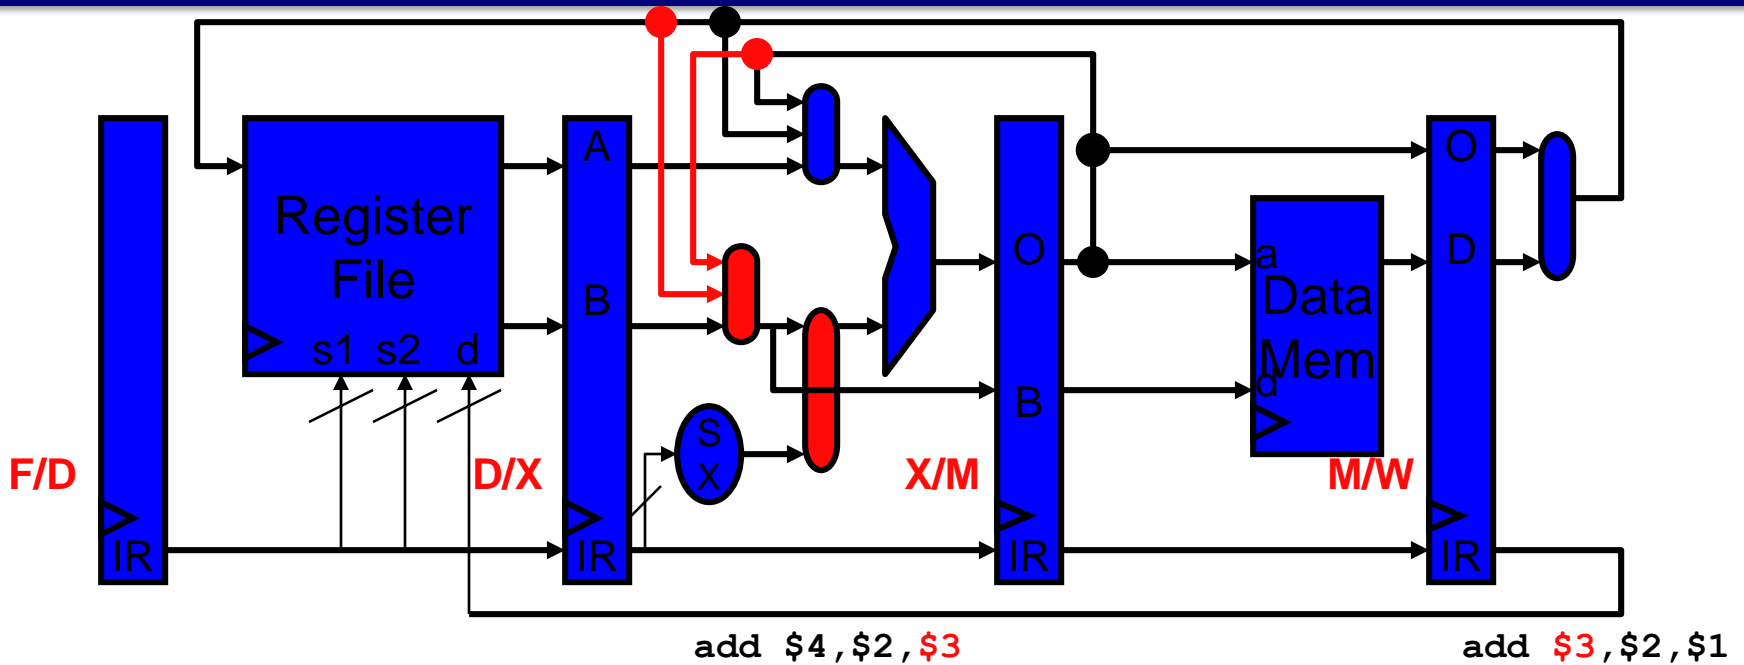 A
O
Register
File
O
D
a
Data
Mem
d
B
B
s1 s2 d
S
X
F/D
D/X
X/M
M/W
IR
IR
IR
IR
add $4,$2,$3
add $3,$2,$1